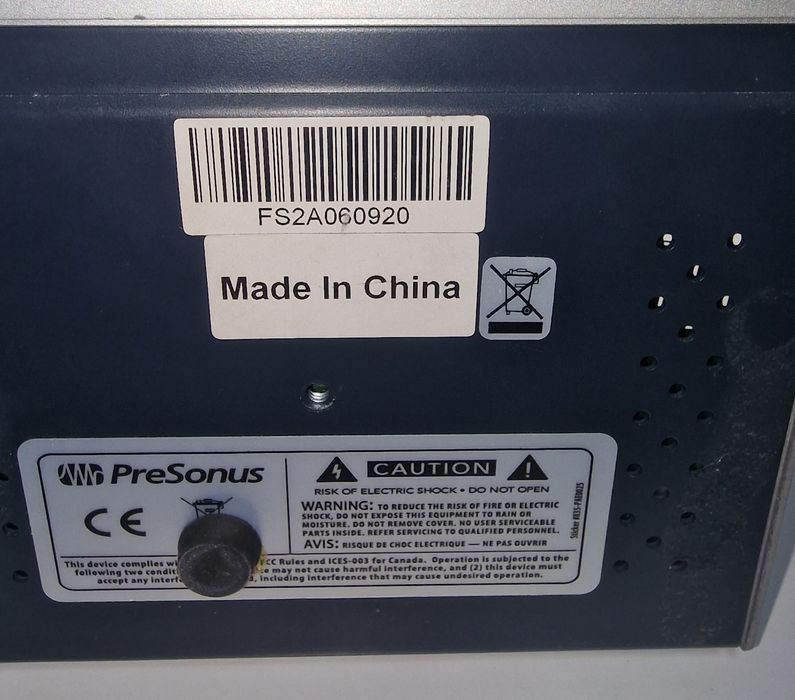 FS2A060920
Made In China
PreSonus
CE
CAUTION
RISK OF ELECTRIC SHOCK • DO NOT OPEN
WARNING: TO REDUCE THE RISK OF FIRE OR ELECTRIC
SHOCK, DO NOT EXPOSE THIS EQUIPMENT TO RAIN OR
MOISTURE. DO NOT REMOVE COVER. NO USER SERVICEABLE
PARTS INSIDE. REFER SERVICING TO QUALIFIED PERSONNEL.
AVIS: RISQUE DE CHOC ELECTRIQUE — NE PAS OUVRIR
This device complies FCC Rules and ICES-003 for Canada. Operation is subjected to the
following two may not cause harmful interference, and (2) this device must
accept any including interference that may cause undesired operation.